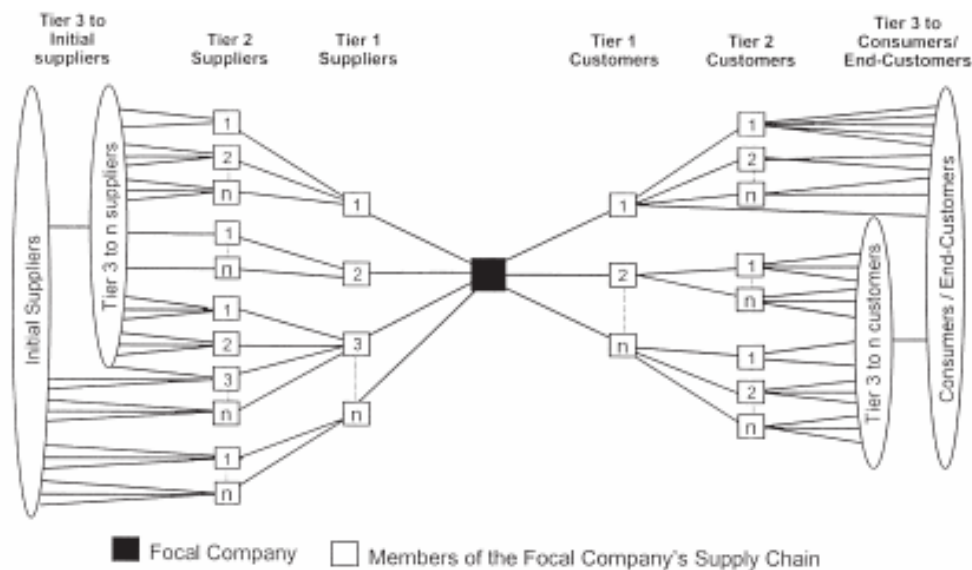 Tier 3 to
Initial
suppliers
Tier 2
Suppliers
Tier 1
Suppliers
Tier 1
Customers
Tier 2
Customers
Tier 3 to
Consumers/
End-Customers
Initial Suppliers
Tier 3 to n suppliers
1
2
n
1
n
1
2
3
n
1
n
1
2
3
n
1
2
n
1
2
n
1
n
1
2
n
Tier 3 to n customers
Consumers / End-Customers
Focal Company
Members of the Focal Company's Supply Chain